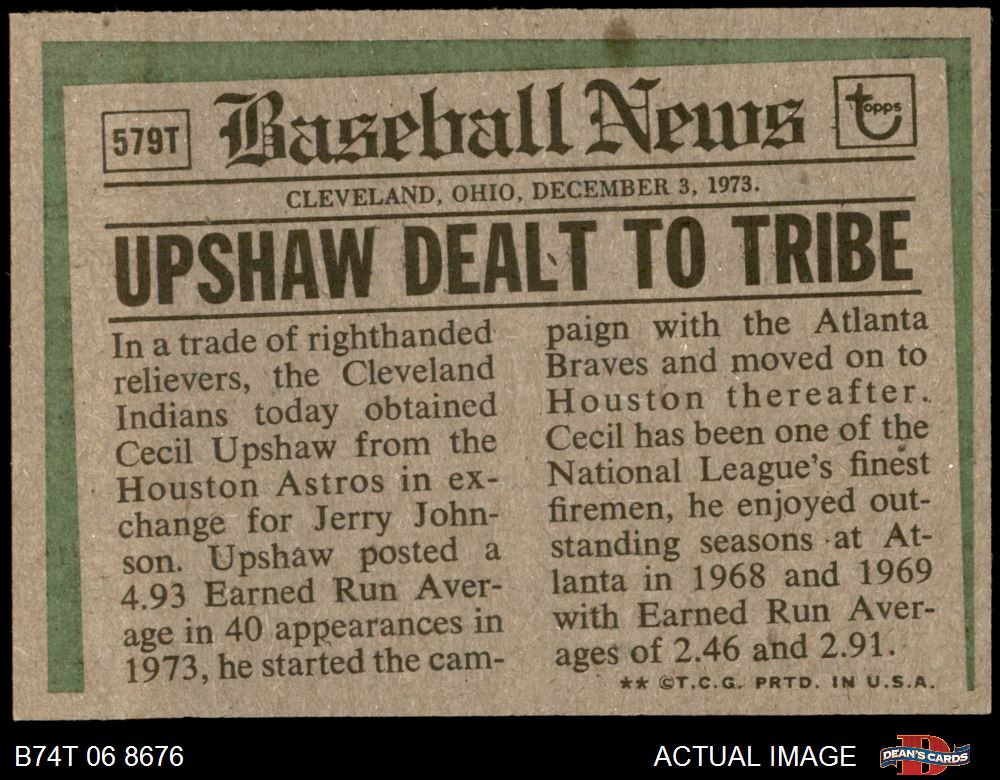 579T
Baseball News
Topps
CLEVELAND, OHIO, DECEMBER 3, 1973.
UPSHAW DEALT TO TRIBE
In a trade of righthanded
relievers, the Cleveland
Indians today obtained
Cecil Upshaw from the
Houston Astros in ex-
change for Jerry John-
son. Upshaw posted a
4.93 Earned Run Aver-
age in 40 appearances in
1973, he started the cam-
paign with the Atlanta
Braves and moved on to
Houston thereafter.
Cecil has been one of the
National League's finest
firemen, he enjoyed out-
standing seasons at At-
lanta in 1968 and 1969
with Earned Run Aver-
ages of 2.46 and 2.91.
** ©T.C.G. PRTD. IN U.S.A.
B74T 06 8676
ACTUAL IMAGE
D
DEAN'S CARDS